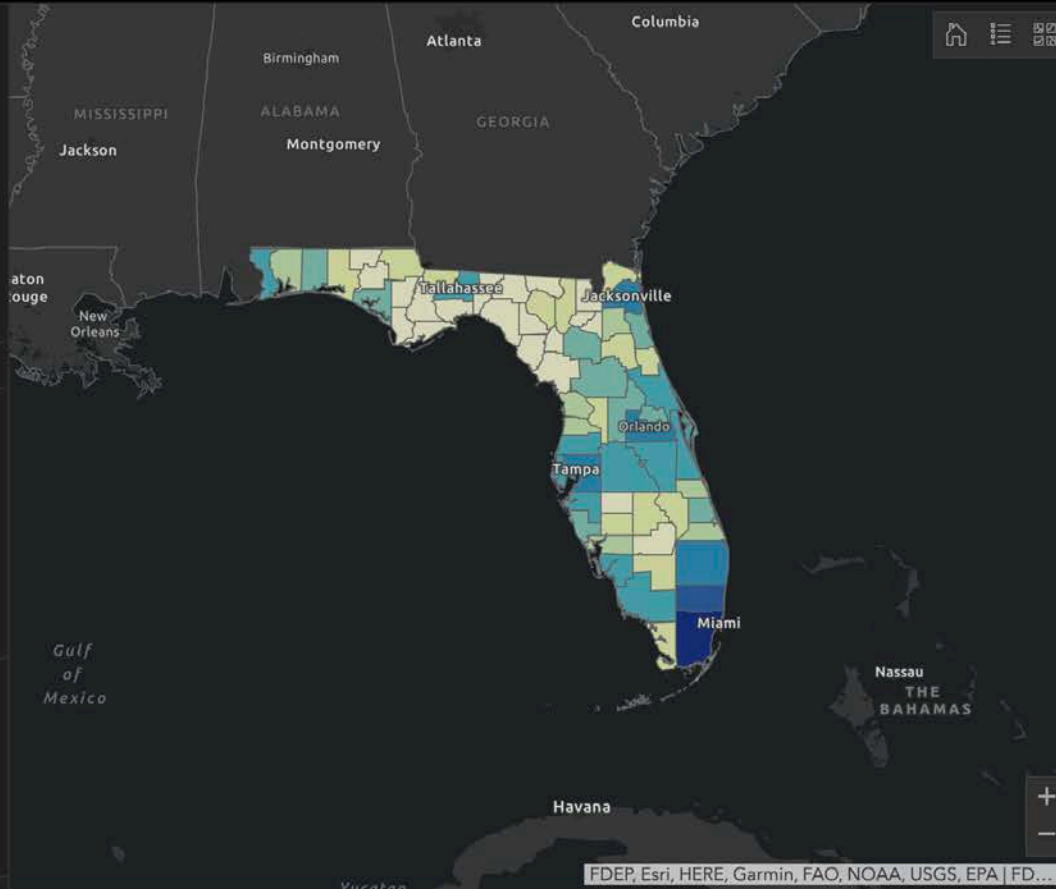 Columbia
Atlanta
Birmingham
MISSISSIPPI
ALABAMA
GEORGIA
Jackson
Montgomery
aton
ouge
Tallahassee
Jacksonville
New
Orleans
Orlando
Tampa
Miami
Gulf
of
Mexico
Nassau
THE
BAHAMAS
Havana
+
−
FDEP, Esri, HERE, Garmin, FAO, NOAA, USGS, EPA | FD...
Yucatan